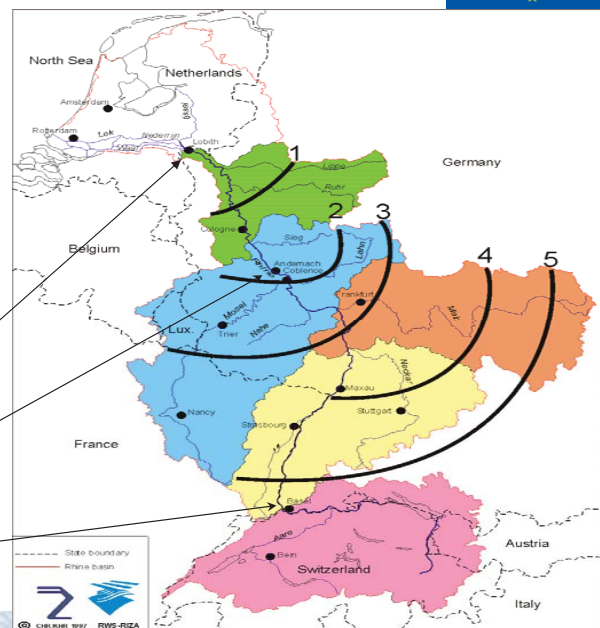 North Sea
Netherlands
Amsterdam
IJssel
Rotterdam
Lek
Nederrijn
Waal
Lobith
1
Lippe
Germany
Ruhr
2
3
Cologne
Sieg
4
5
Belgium
Lahn
Andernach
Coblence
Frankfurt
Mosel
Main
Lux.
Trier
Nahe
Neckar
Maxau
Nancy
Stuttgart
Strasbourg
France
Ill
Basel
Aare
Austria
State boundary
Bern
Rhine basin
Switzerland
Italy
© CHR/KHR 1997 RWS-RIZA